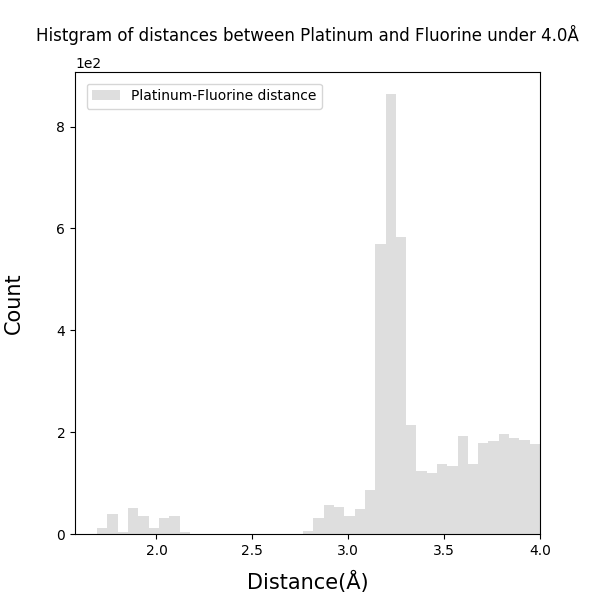 Histgram of distances between Platinum and Fluorine under 4.0Å
1e2
Platinum-Fluorine distance
8
6
4
2
0
Count
2.0 2.5 3.0 3.5 4.0
Distance(Å)